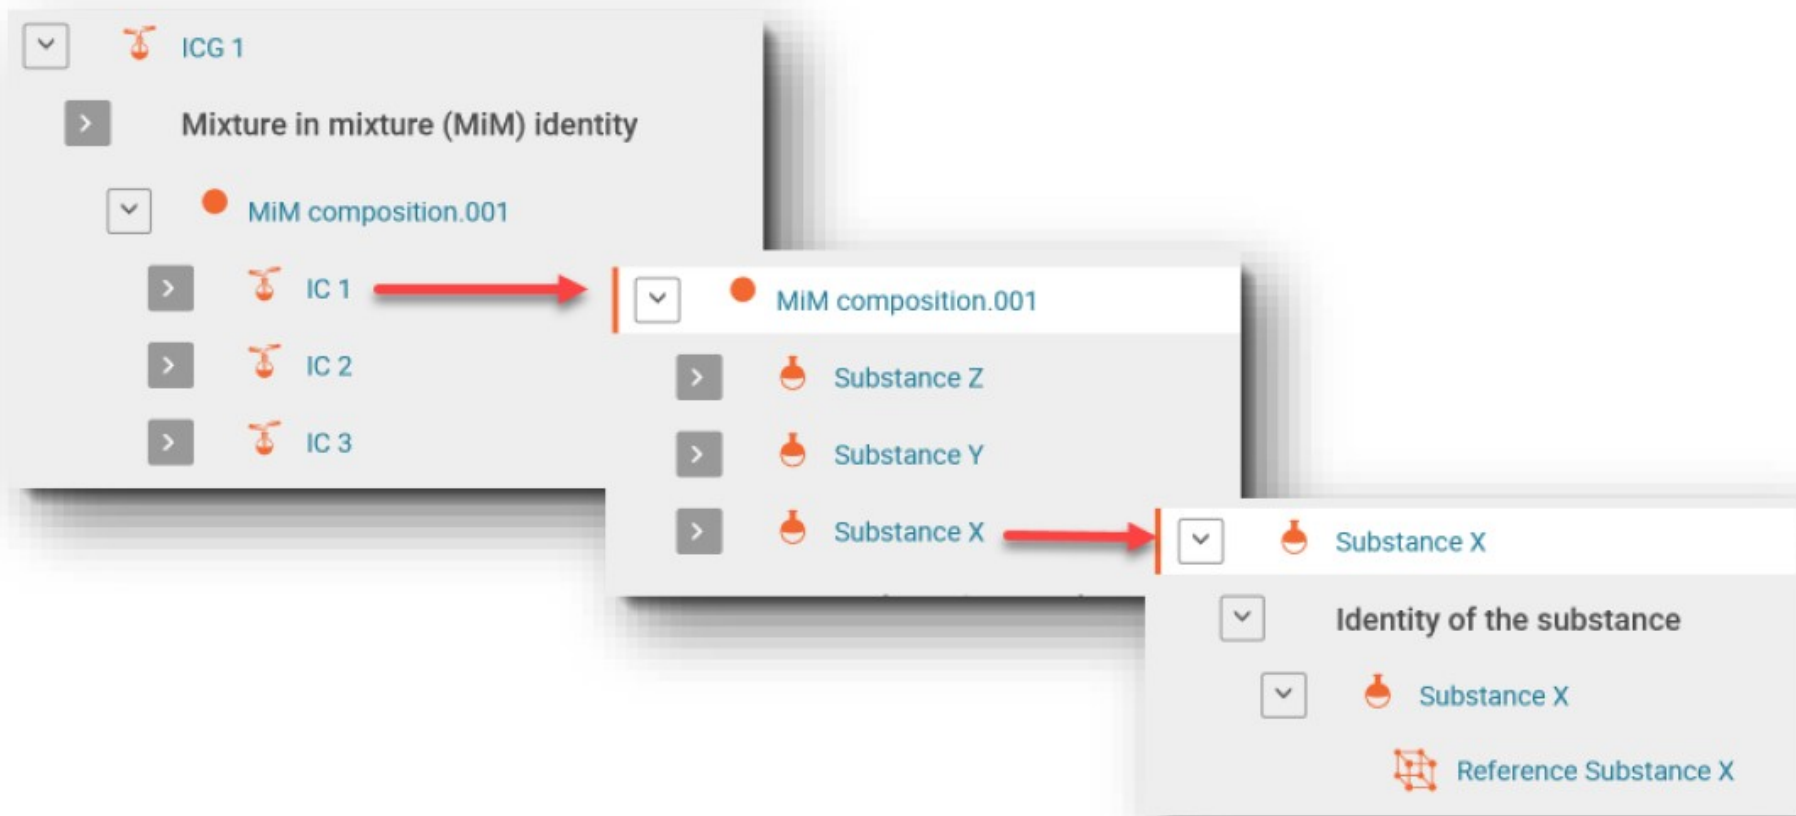 ICG 1
Mixture in mixture (MiM) identity
MiM composition.001
IC 1
IC 2
IC 3
MiM composition.001
Substance Z
Substance Y
Substance X
Substance X
Identity of the substance
Substance X
Reference Substance X